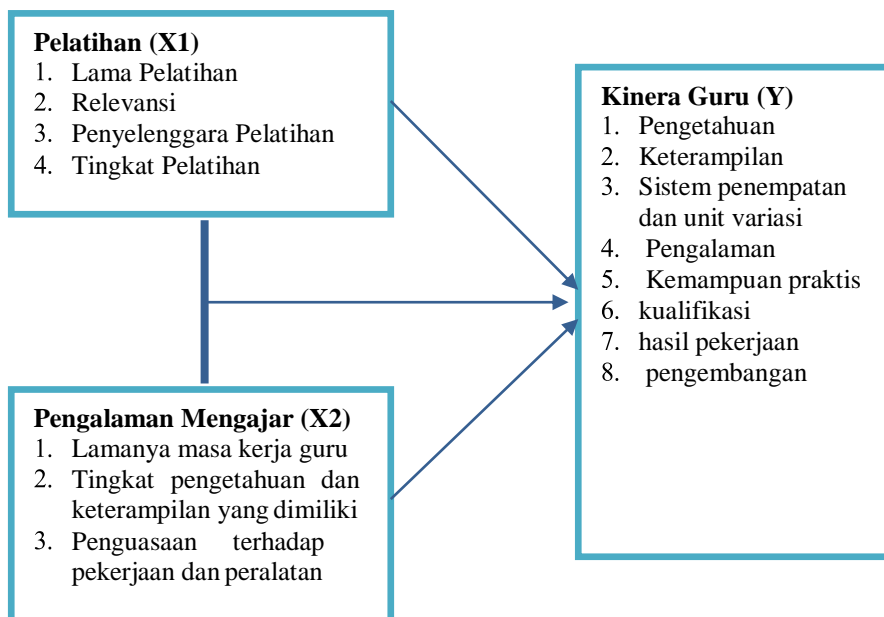 Pelatihan (X1)
1. Lama Pelatihan
2. Relevansi
3. Penyelenggara Pelatihan
4. Tingkat Pelatihan
Kinera Guru (Y)
1. Pengetahuan
2. Keterampilan
3. Sistem penempatan
dan unit variasi
4. Pengalaman
5. Kemampuan praktis
6. kualifikasi
7. hasil pekerjaan
8. pengembangan
Pengalaman Mengajar (X2)
1. Lamanya masa kerja guru
2. Tingkat pengetahuan dan
keterampilan yang dimiliki
3. Penguasaan terhadap
pekerjaan dan peralatan